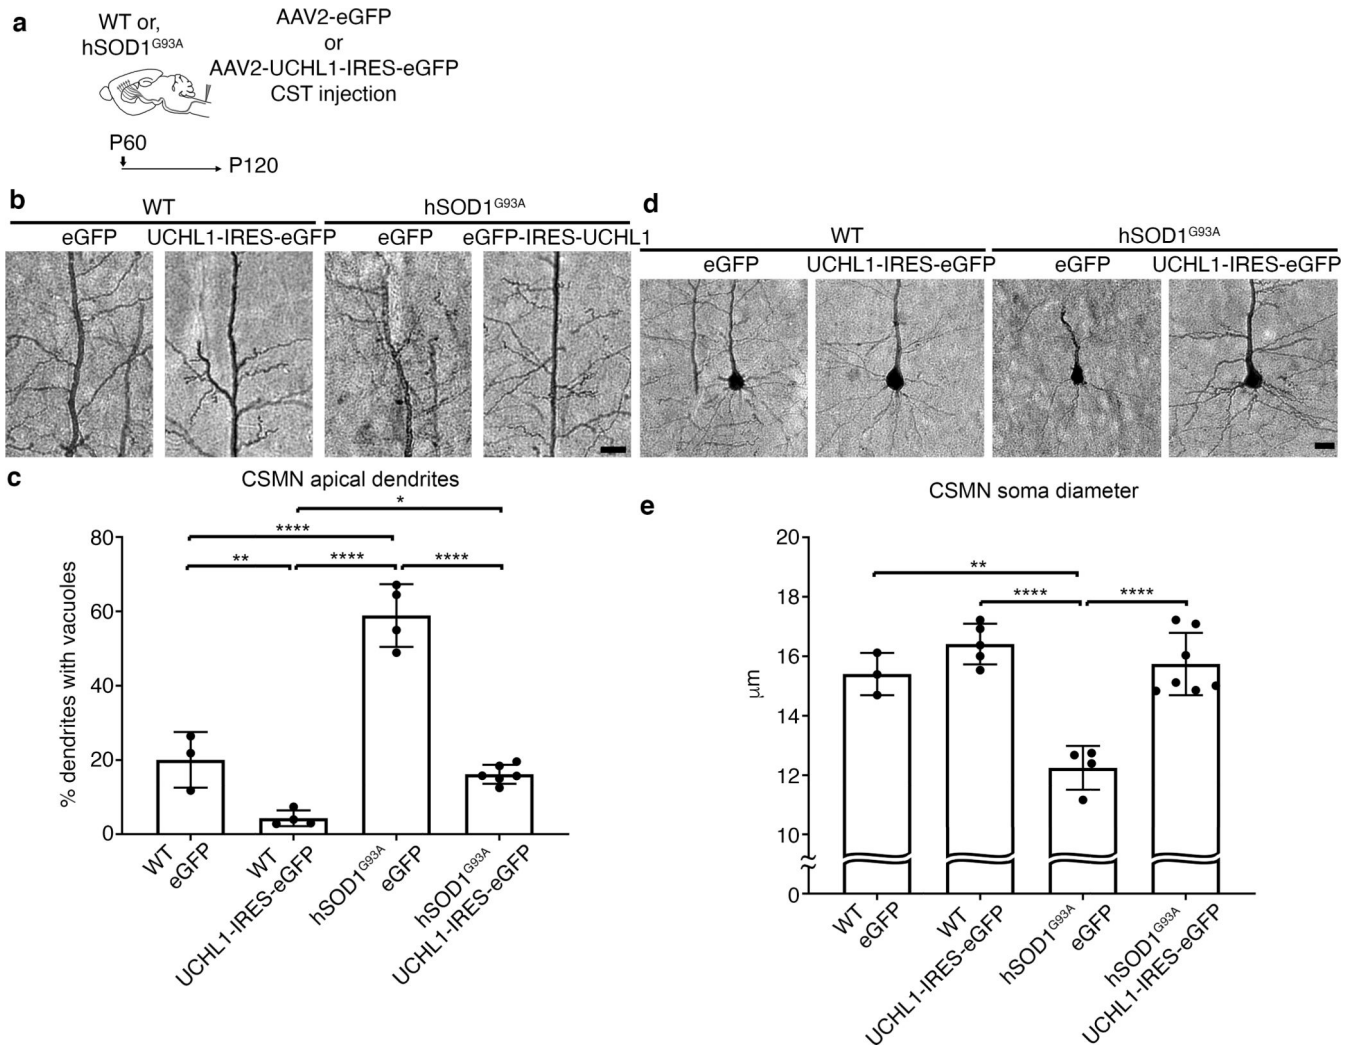 a
WT or,
hSOD1G93A
AAV2-eGFP
or
AAV2-UCHL1-IRES-eGFP
CST injection
P60
P120
b
WT
hSOD1G93A
eGFP
UCHL1-IRES-eGFP
eGFP
eGFP-IRES-UCHL1
d
WT
hSOD1G93A
eGFP
UCHL1-IRES-eGFP
eGFP
UCHL1-IRES-eGFP
c
CSMN apical dendrites
*
****
** **** ****
% dendrites with vacuoles
80
60
40
20
0
WT
eGFP
WT
UCHL1-IRES-eGFP
hSOD1G93A
eGFP
hSOD1G93A
UCHL1-IRES-eGFP
e
CSMN soma diameter
**
**** ****
µm
20
18
16
14
12
10
0
WT
eGFP
WT
UCHL1-IRES-eGFP
hSOD1G93A
eGFP
hSOD1G93A
UCHL1-IRES-eGFP